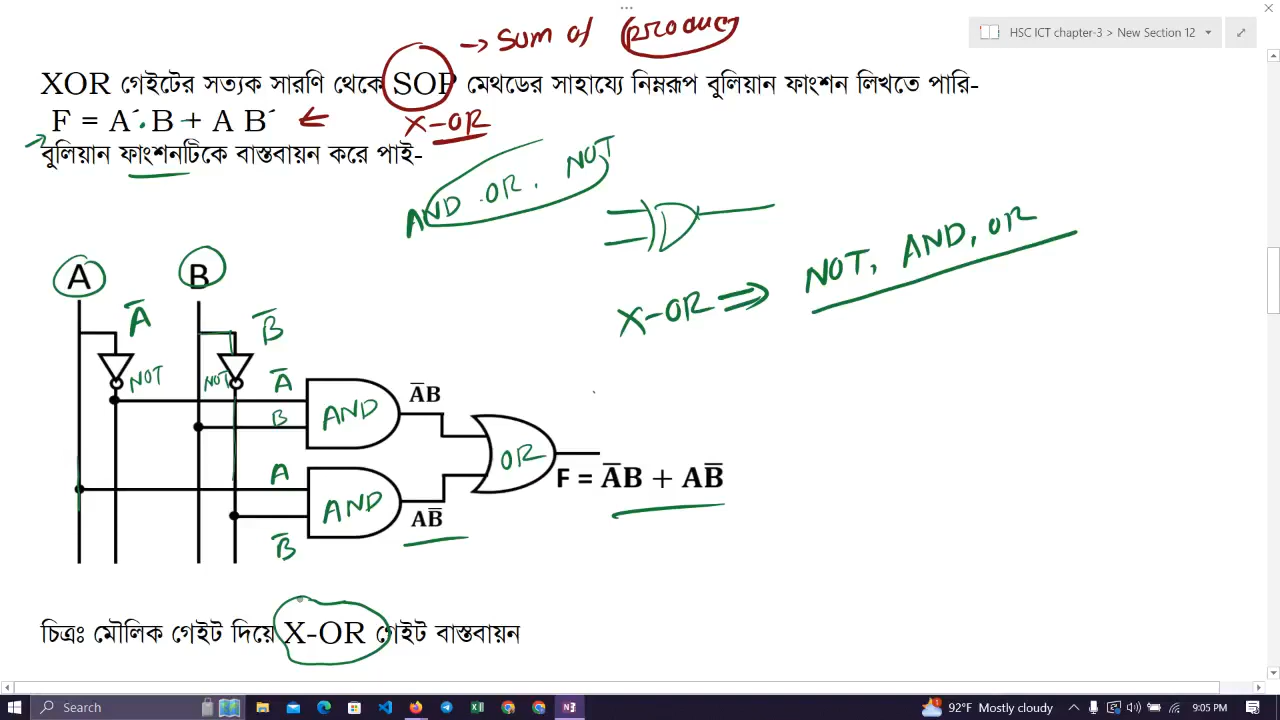 HSC ICT chapter-3 > New Section 12
→ Sum of product
XOR গেইটের সত্যক সারণি থেকে SOP মেথডের সাহায্যে নিম্নরূপ বুলিয়ান ফাংশন লিখতে পারি-
F = A´.B + A B´ ←
X-OR
বুলিয়ান ফাংশনটিকে বাস্তবায়ন করে পাই-
AND . OR . NOT
X-OR ⇒ NOT, AND, OR
A B
A̅ B̅
NOT NOT
A̅ AND A̅B
B
OR
A AND AB̅
B̅
F = A̅B + AB̅
চিত্রঃ মৌলিক গেইট দিয়ে X-OR গেইট বাস্তবায়ন
Search
92°F Mostly cloudy
9:05 PM